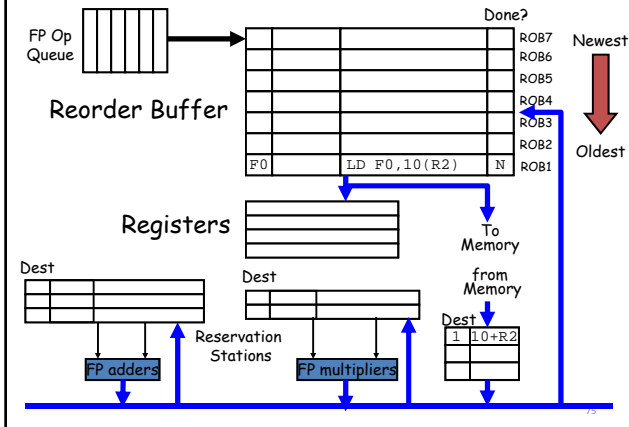 Done?
FP Op
Queue
ROB7
ROB6
ROB5
ROB4
ROB3
ROB2
ROB1
Newest
Oldest
Reorder Buffer
F0 LD F0,10(R2) N
Registers
To
Memory
from
Memory
Dest
Dest
Dest
1 10+R2
Reservation
Stations
FP adders
FP multipliers
75